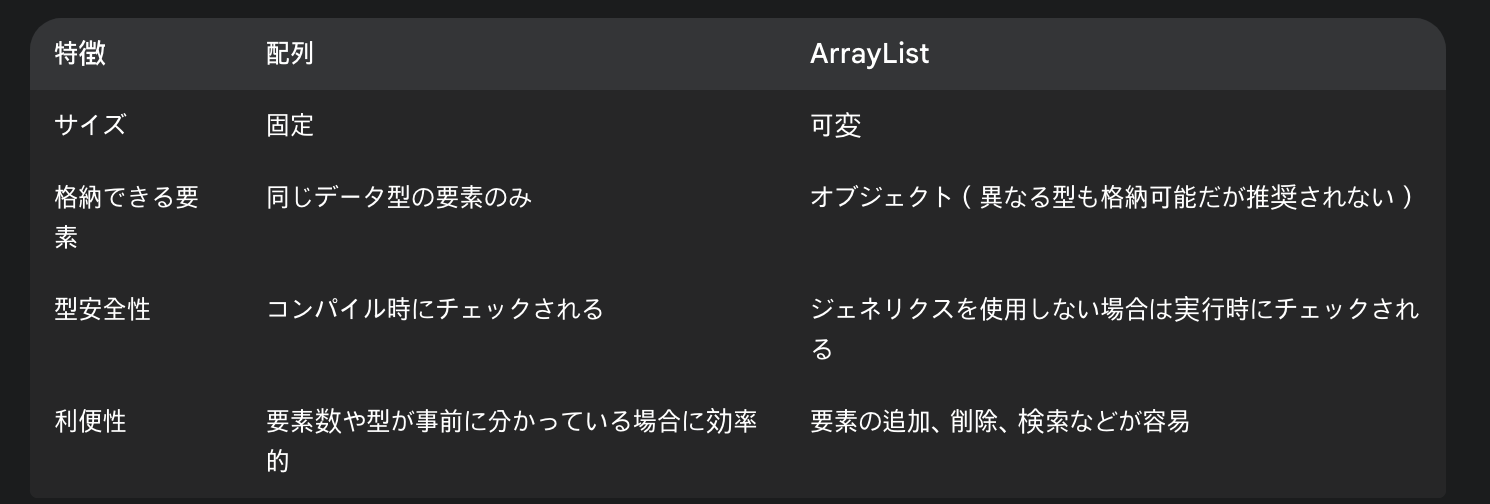 特徴 配列 ArrayList
サイズ 固定 可変
格納できる要 同じデータ型の要素のみ オブジェクト ( 異なる型も格納可能だが推奨されない )
素
型安全性 コンパイル時にチェックされる ジェネリクスを使用しない場合は実行時にチェックされ
る
利便性 要素数や型が事前に分かっている場合に効率 要素の追加、削除、検索などが容易
的